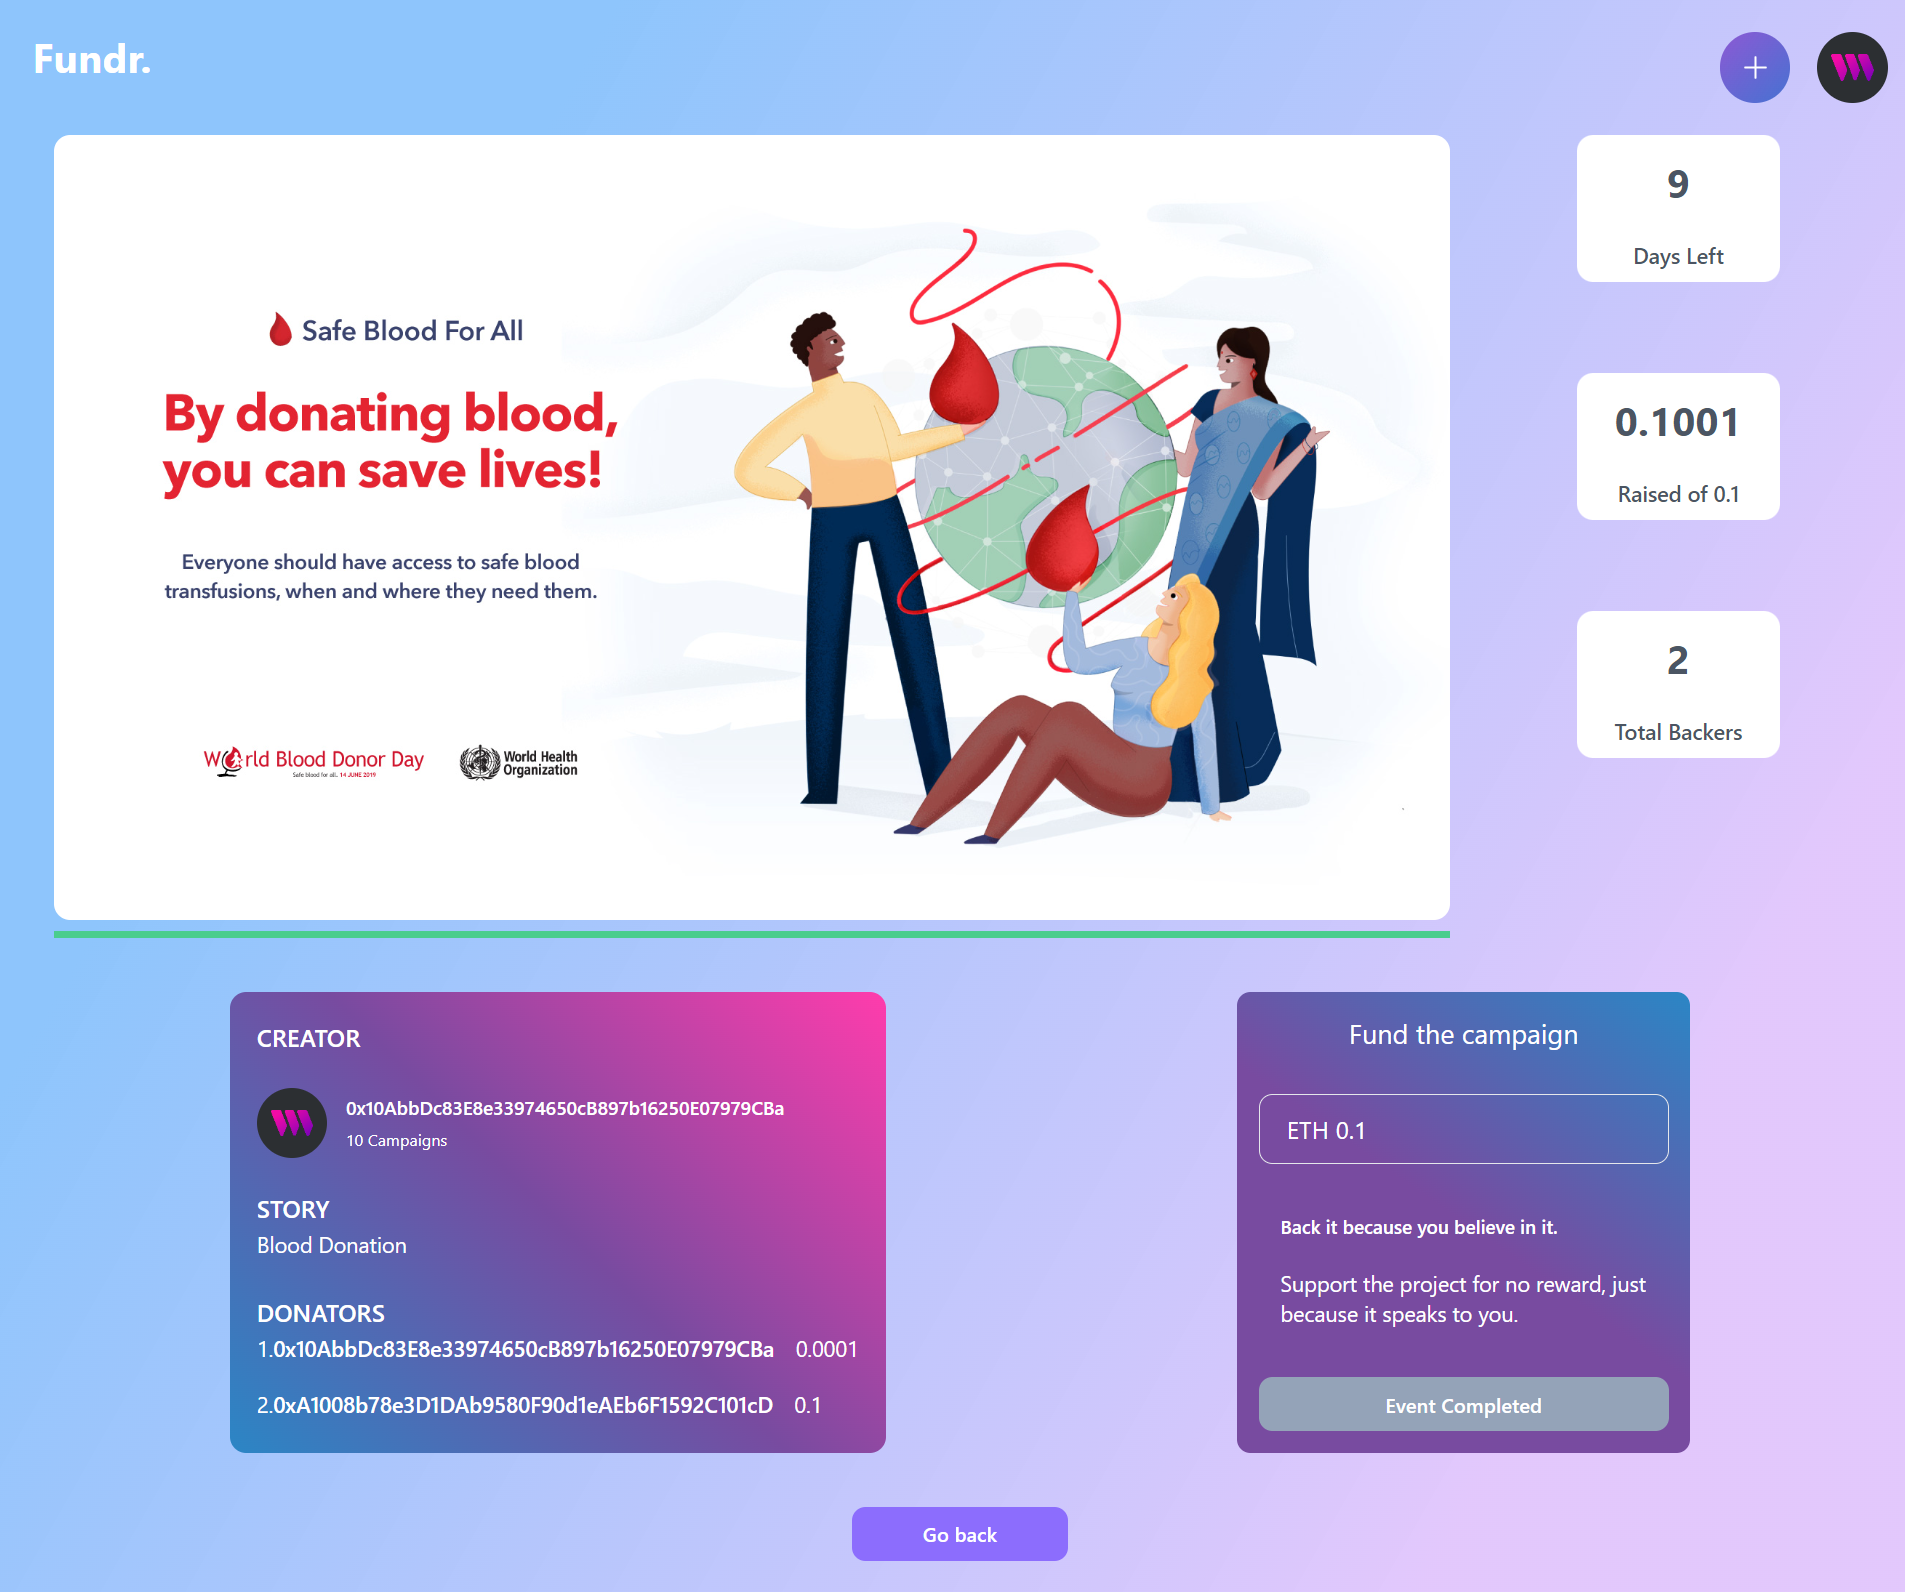 Fundr.
9
Days Left
0.1001
Raised of 0.1
2
Total Backers
Safe Blood For All
By donating blood,
you can save lives!
Everyone should have access to safe blood
transfusions, when and where they need them.
World Blood Donor Day
Safe blood for all. 14 JUNE 2019
World Health
Organization
CREATOR
0x10AbbDc83E8e33974650cB897b16250E07979CBa
10 Campaigns
STORY
Blood Donation
DONATORS
1.0x10AbbDc83E8e33974650cB897b16250E07979CBa 0.0001
2.0xA1008b78e3D1DAb9580F90d1eAEb6F1592C101cD 0.1
Fund the campaign
ETH 0.1
Back it because you believe in it.
Support the project for no reward, just
because it speaks to you.
Event Completed
Go back